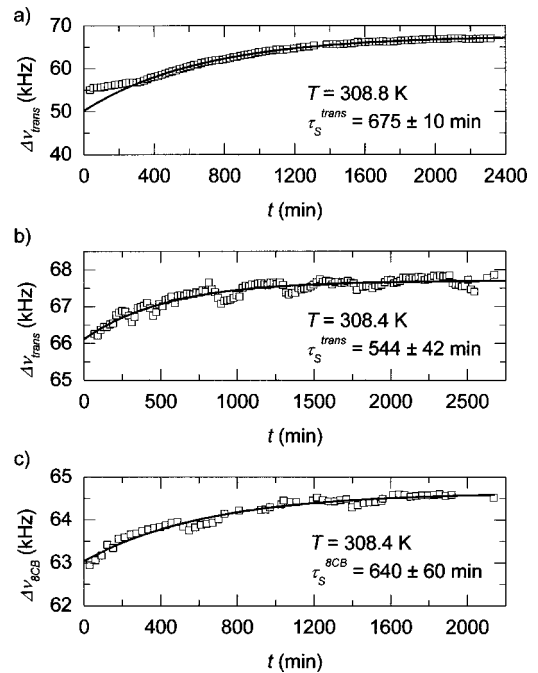 a)
70
60
50
40
Δν_trans (kHz)
T = 308.8 K
τ_S^trans = 675 ± 10 min
0 400 800 1200 1600 2000 2400
t (min)
b)
68
67
66
65
Δν_trans (kHz)
T = 308.4 K
τ_S^trans = 544 ± 42 min
0 500 1000 1500 2000 2500
t (min)
c)
65
64
63
62
Δν_8CB (kHz)
T = 308.4 K
τ_S^8CB = 640 ± 60 min
0 400 800 1200 1600 2000
t (min)